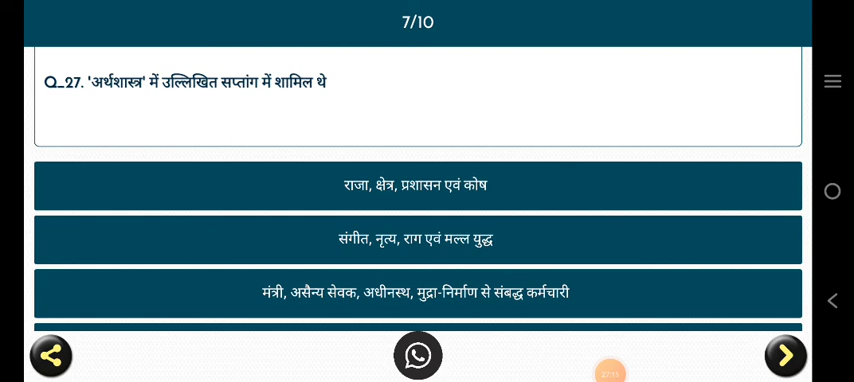 7/10
Q_27. 'अर्थशास्त्र' में उल्लिखित सप्तांग में शामिल थे
राजा, क्षेत्र, प्रशासन एवं कोष
संगीत, नृत्य, राग एवं मल्ल युद्ध
मंत्री, असैन्य सेवक, अधीनस्थ, मुद्रा-निर्माण से संबद्ध कर्मचारी